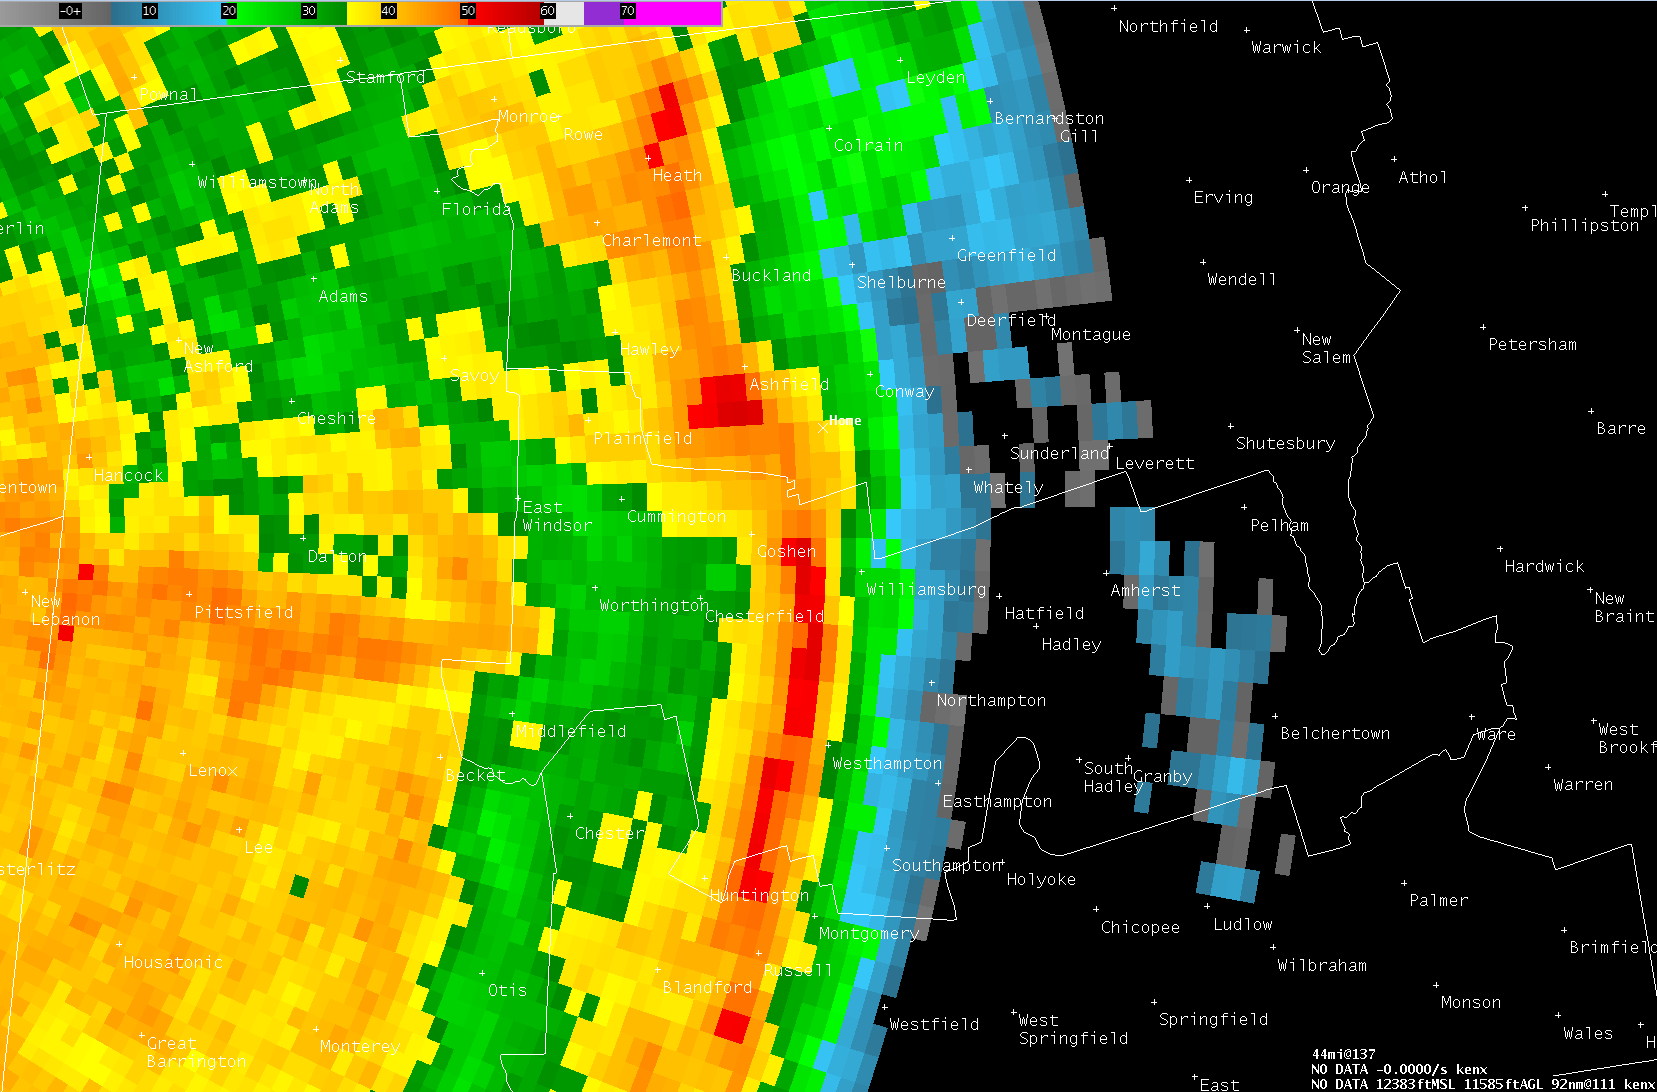 -0+ 10 20 30 40 50 60 70
Readsboro
Northfield
Warwick
Stamford
Leyden
Pownal
Monroe
Rowe
Bernardston
Gill
Colrain
Heath
Williamstown
North
Adams
Orange
Athol
Erving
Florida
Templ
Phillipston
erlin
Charlemont
Greenfield
Buckland
Shelburne
Wendell
Adams
Deerfield
Montague
New
Salem
Petersham
New
Ashford
Hawley
Savoy
Ashfield
Conway
Cheshire
Home
Barre
Plainfield
Shutesbury
Sunderland
Leverett
Hancock
entown
Whately
East
Windsor
Cummington
Pelham
Dalton
Goshen
Hardwick
Williamsburg
Amherst
New
Braint
New
Lebanon
Pittsfield
Worthington
Chesterfield
Hatfield
Hadley
Northampton
Middlefield
Belchertown
Ware
West
Brookf
Lenox
Becket
Westhampton
South
Hadley
Granby
Warren
Easthampton
Chester
Lee
Southampton
sterlitz
Holyoke
Huntington
Palmer
Chicopee
Ludlow
Montgomery
Brimfield
Housatonic
Russell
Wilbraham
Otis
Blandford
Monson
Westfield
West
Springfield
Springfield
Wales
H
Great
Barrington
Monterey
44mi@137
NO DATA -0.0000/s kenx
NO DATA 12383ftMSL 11585ftAGL 92nm@111 kenx
East